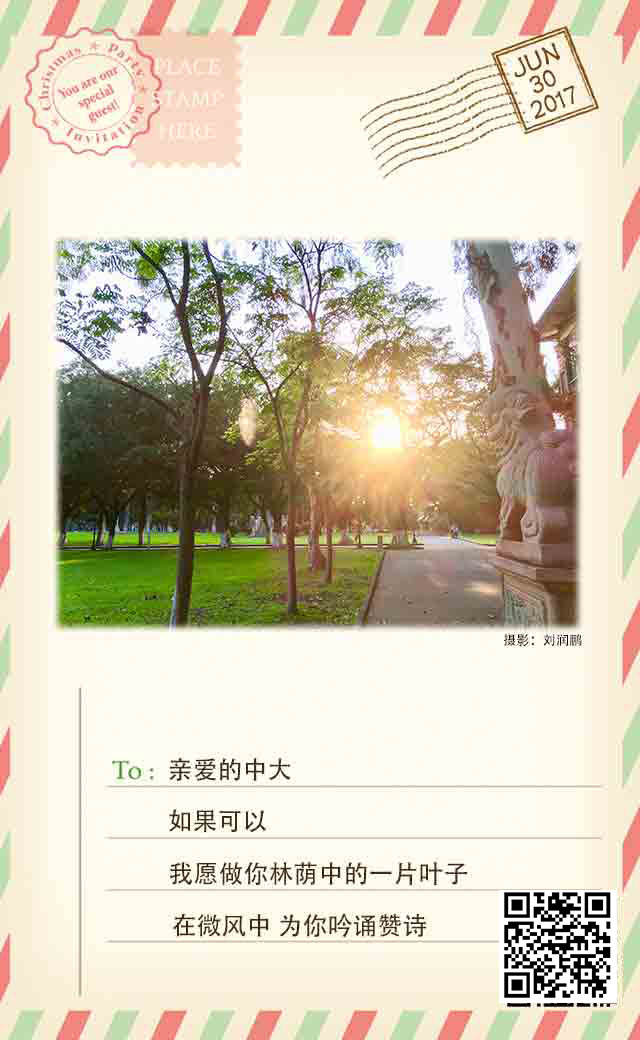 Christmas * Party *
Invitation
You are our
special
guest!
PLACE
STAMP
HERE
JUN
30
2017
摄影：刘润鹏
To : 亲爱的中大
如果可以
我愿做你林荫中的一片叶子
在微风中 为你吟诵赞诗